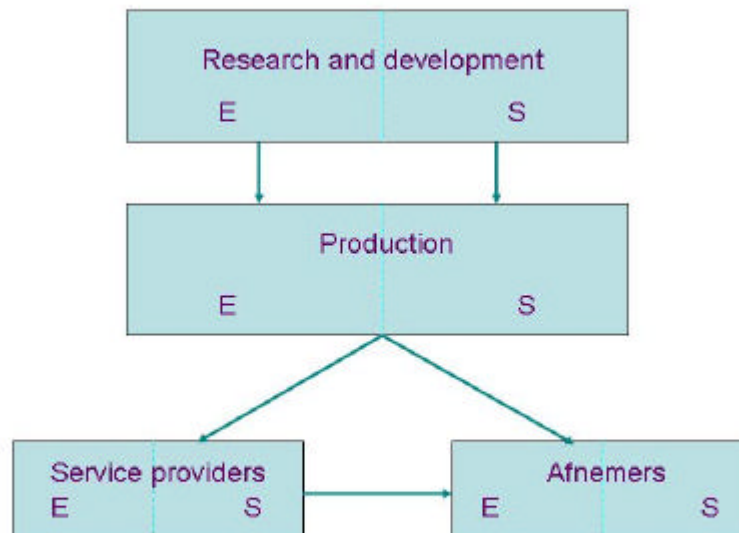 Research and development
E S
Production
E S
Service providers
E S
Afnemers
E S